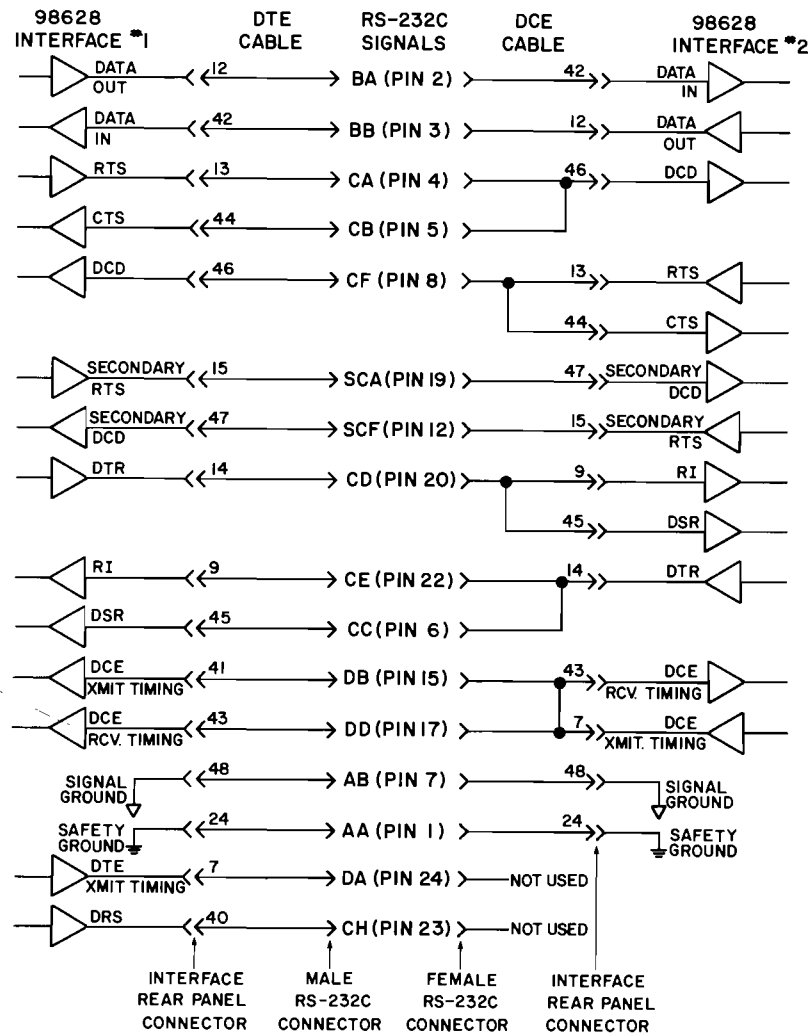 98628 INTERFACE #1 DTE CABLE RS-232C SIGNALS DCE CABLE 98628 INTERFACE #2
DATA OUT 12 BA (PIN 2) 42 DATA IN
DATA IN 42 BB (PIN 3) 12 DATA OUT
RTS 13 CA (PIN 4) 46 DCD
CTS 44 CB (PIN 5)
DCD 46 CF (PIN 8) 13 RTS
44 CTS
SECONDARY RTS 15 SCA (PIN 19) 47 SECONDARY DCD
SECONDARY DCD 47 SCF (PIN 12) 15 SECONDARY RTS
DTR 14 CD (PIN 20) 9 RI
45 DSR
RI 9 CE (PIN 22) 14 DTR
DSR 45 CC (PIN 6)
DCE XMIT TIMING 41 DB (PIN 15) 43 DCE RCV. TIMING
DCE RCV. TIMING 43 DD (PIN 17) 7 DCE XMIT. TIMING
SIGNAL GROUND 48 AB (PIN 7) 48 SIGNAL GROUND
SAFETY GROUND 24 AA (PIN 1) 24 SAFETY GROUND
DTE XMIT TIMING 7 DA (PIN 24) NOT USED
DRS 40 CH (PIN 23) NOT USED
INTERFACE REAR PANEL CONNECTOR
MALE RS-232C CONNECTOR
FEMALE RS-232C CONNECTOR
INTERFACE REAR PANEL CONNECTOR